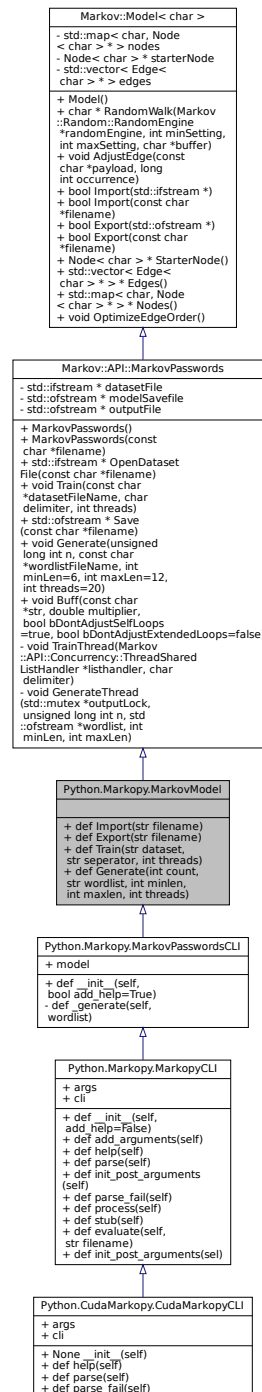 Markov::Model< char >
- std::map< char, Node
< char > * > nodes
- Node< char > * starterNode
- std::vector< Edge<
char > * > edges
+ Model()
+ char * RandomWalk(Markov
::Random::RandomEngine
*randomEngine, int minSetting,
int maxSetting, char *buffer)
+ void AdjustEdge(const
char *payload, long
int occurrence)
+ bool Import(std::ifstream *)
+ bool Import(const char
*filename)
+ bool Export(std::ofstream *)
+ bool Export(const char
*filename)
+ Node< char > * StarterNode()
+ std::vector< Edge<
char > * > * Edges()
+ std::map< char, Node
< char > * > * Nodes()
+ void OptimizeEdgeOrder()
Markov::API::MarkovPasswords
- std::ifstream * datasetFile
- std::ofstream * modelSavefile
- std::ofstream * outputFile
+ MarkovPasswords()
+ MarkovPasswords(const
char *filename)
+ std::ifstream * OpenDataset
File(const char *filename)
+ void Train(const char
*datasetFileName, char
delimiter, int threads)
+ std::ofstream * Save
(const char *filename)
+ void Generate(unsigned
long int n, const char
*wordlistFileName, int
minLen=6, int maxLen=12,
int threads=20)
+ void Buff(const char
*str, double multiplier,
bool bDontAdjustSelfLoops
=true, bool bDontAdjustExtendedLoops=false)
- void TrainThread(Markov
::API::Concurrency::ThreadShared
ListHandler *listhandler, char
delimiter)
- void GenerateThread
(std::mutex *outputLock,
unsigned long int n, std
::ofstream *wordlist, int
minLen, int maxLen)
Python.Markopy.MarkovModel
+ def Import(str filename)
+ def Export(str filename)
+ def Train(str dataset,
str seperator, int threads)
+ def Generate(int count,
str wordlist, int minlen,
int maxlen, int threads)
Python.Markopy.MarkovPasswordsCLI
+ model
+ def __init__(self,
bool add_help=True)
- def _generate(self,
wordlist)
Python.Markopy.MarkopyCLI
+ args
+ cli
+ def __init__(self,
add_help=False)
+ def add_arguments(self)
+ def help(self)
+ def parse(self)
+ def init_post_arguments
(self)
+ def parse_fail(self)
+ def process(self)
+ def stub(self)
+ def evaluate(self,
str filename)
+ def init_post_arguments(sel)
Python.CudaMarkopy.CudaMarkopyCLI
+ args
+ cli
+ None __init__(self)
+ def help(self)
+ def parse(self)
+ def parse_fail(self)